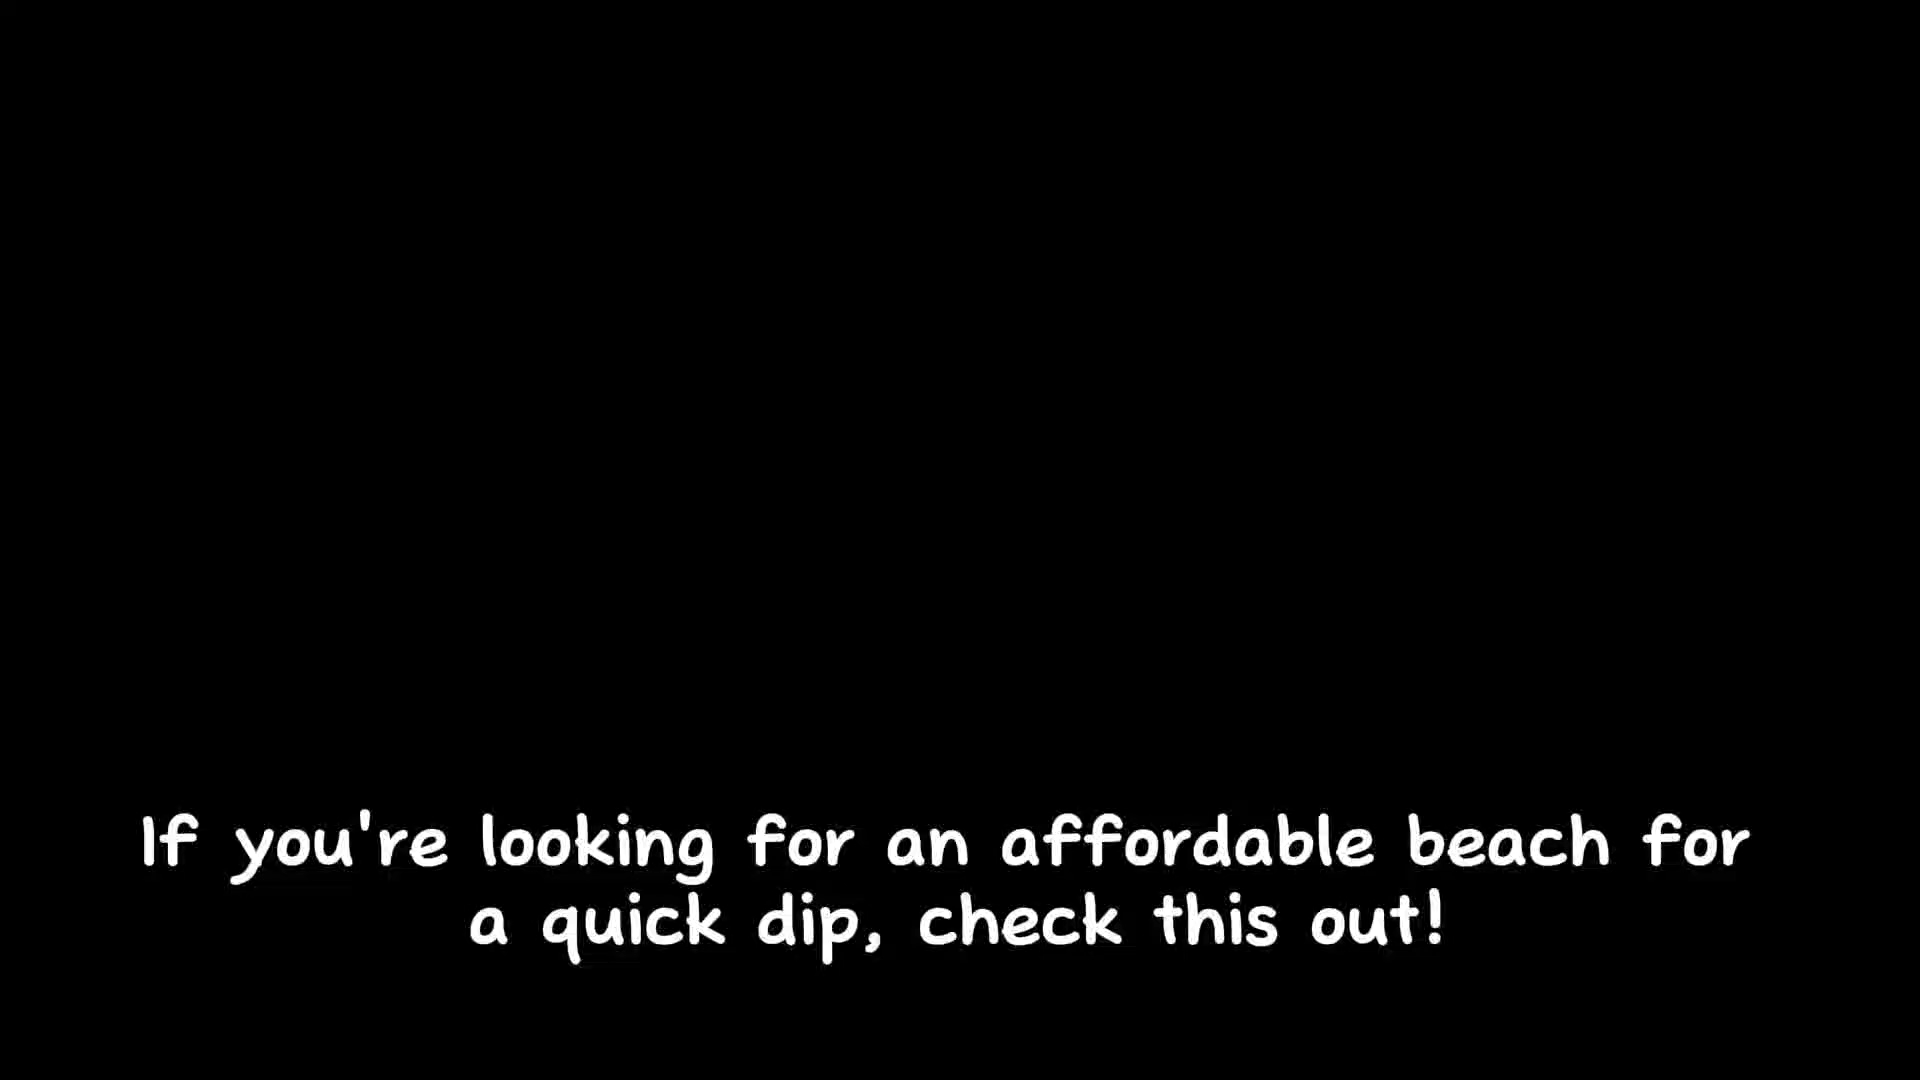 If you're looking for an affordable beach for
a quick dip, check this out!